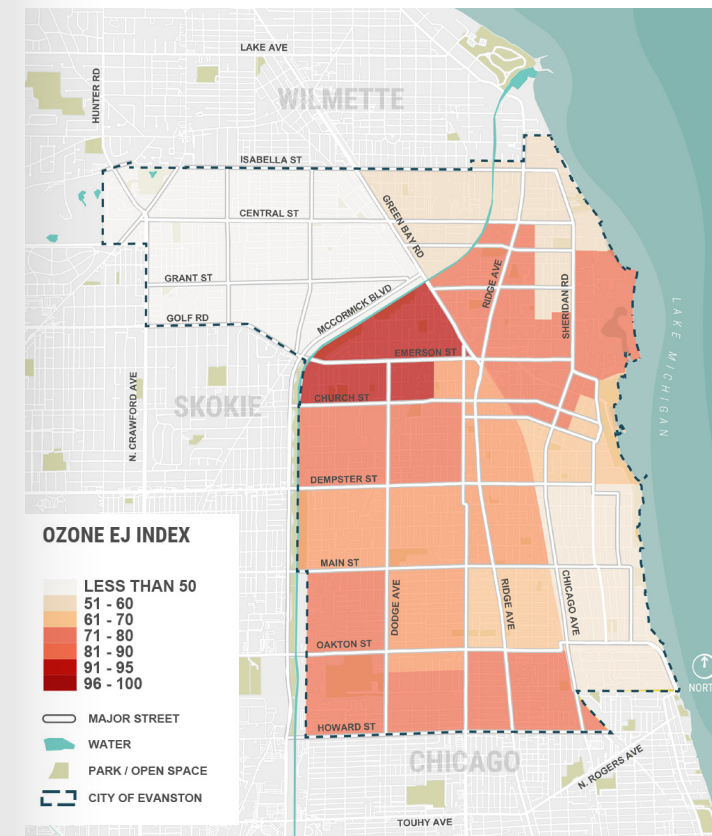 LAKE AVE
HUNTER RD
WILMETTE
ISABELLA ST
GREEN BAY RD
CENTRAL ST
GRANT ST
RIDGE AVE
SHERIDAN RD
MCCORMICK BLVD
GOLF RD
LAKE MICHIGAN
EMERSON ST
N. CRAWFORD AVE
SKOKIE
CHURCH ST
DEMPSTER ST
OZONE EJ INDEX
LESS THAN 50
51 - 60
61 - 70
71 - 80
81 - 90
91 - 95
96 - 100
MAJOR STREET
WATER
PARK / OPEN SPACE
CITY OF EVANSTON
MAIN ST
DODGE AVE
RIDGE AVE
CHICAGO AVE
OAKTON ST
NORT
HOWARD ST
CHICAGO
N. ROGERS AVE
TOUHY AVE